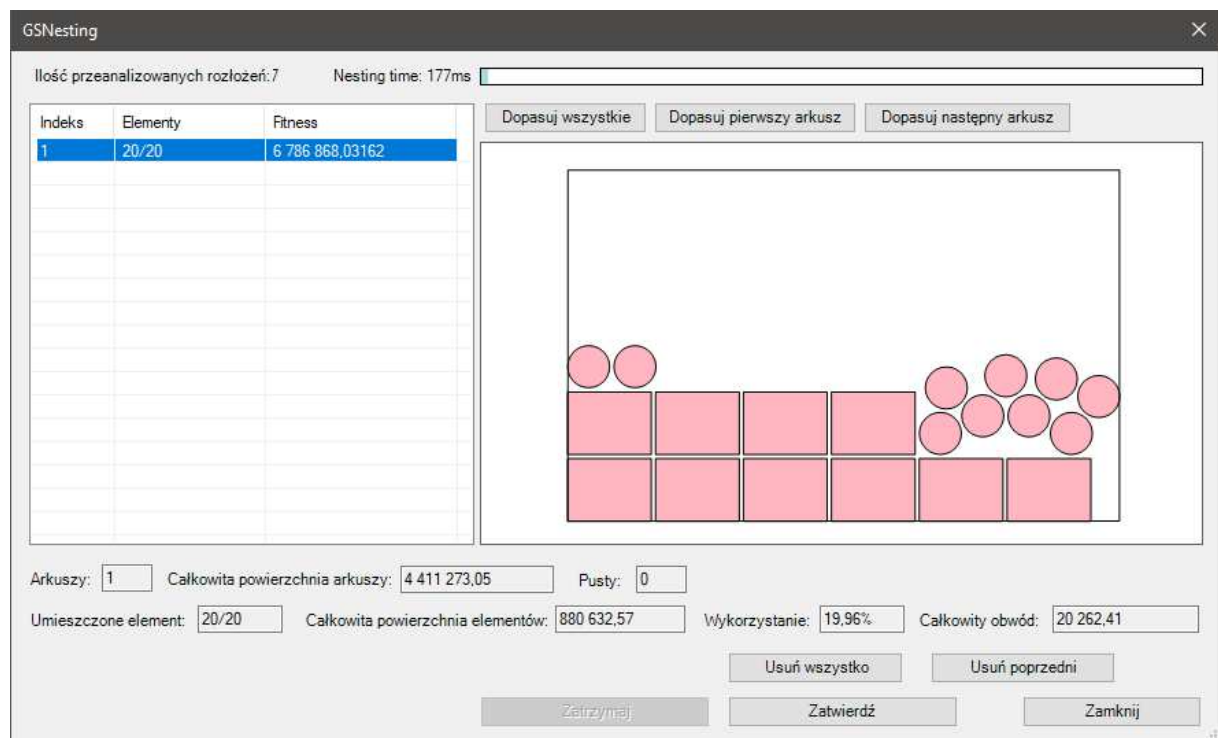 GSNesting
Ilość przeanalizowanych rozłożeń:7 Nesting time: 177ms
Indeks Elementy Fitness
1 20/20 6 786 868,03162
Dopasuj wszystkie Dopasuj pierwszy arkusz Dopasuj następny arkusz
Arkuszy: 1 Całkowita powierzchnia arkuszy: 4 411 273,05 Pusty: 0
Umieszczone element: 20/20 Całkowita powierzchnia elementów: 880 632,57 Wykorzystanie: 19,96% Całkowity obwód: 20 262,41
Usuń wszystko Usuń poprzedni
Zatrzymaj Zatwierdź Zamknij